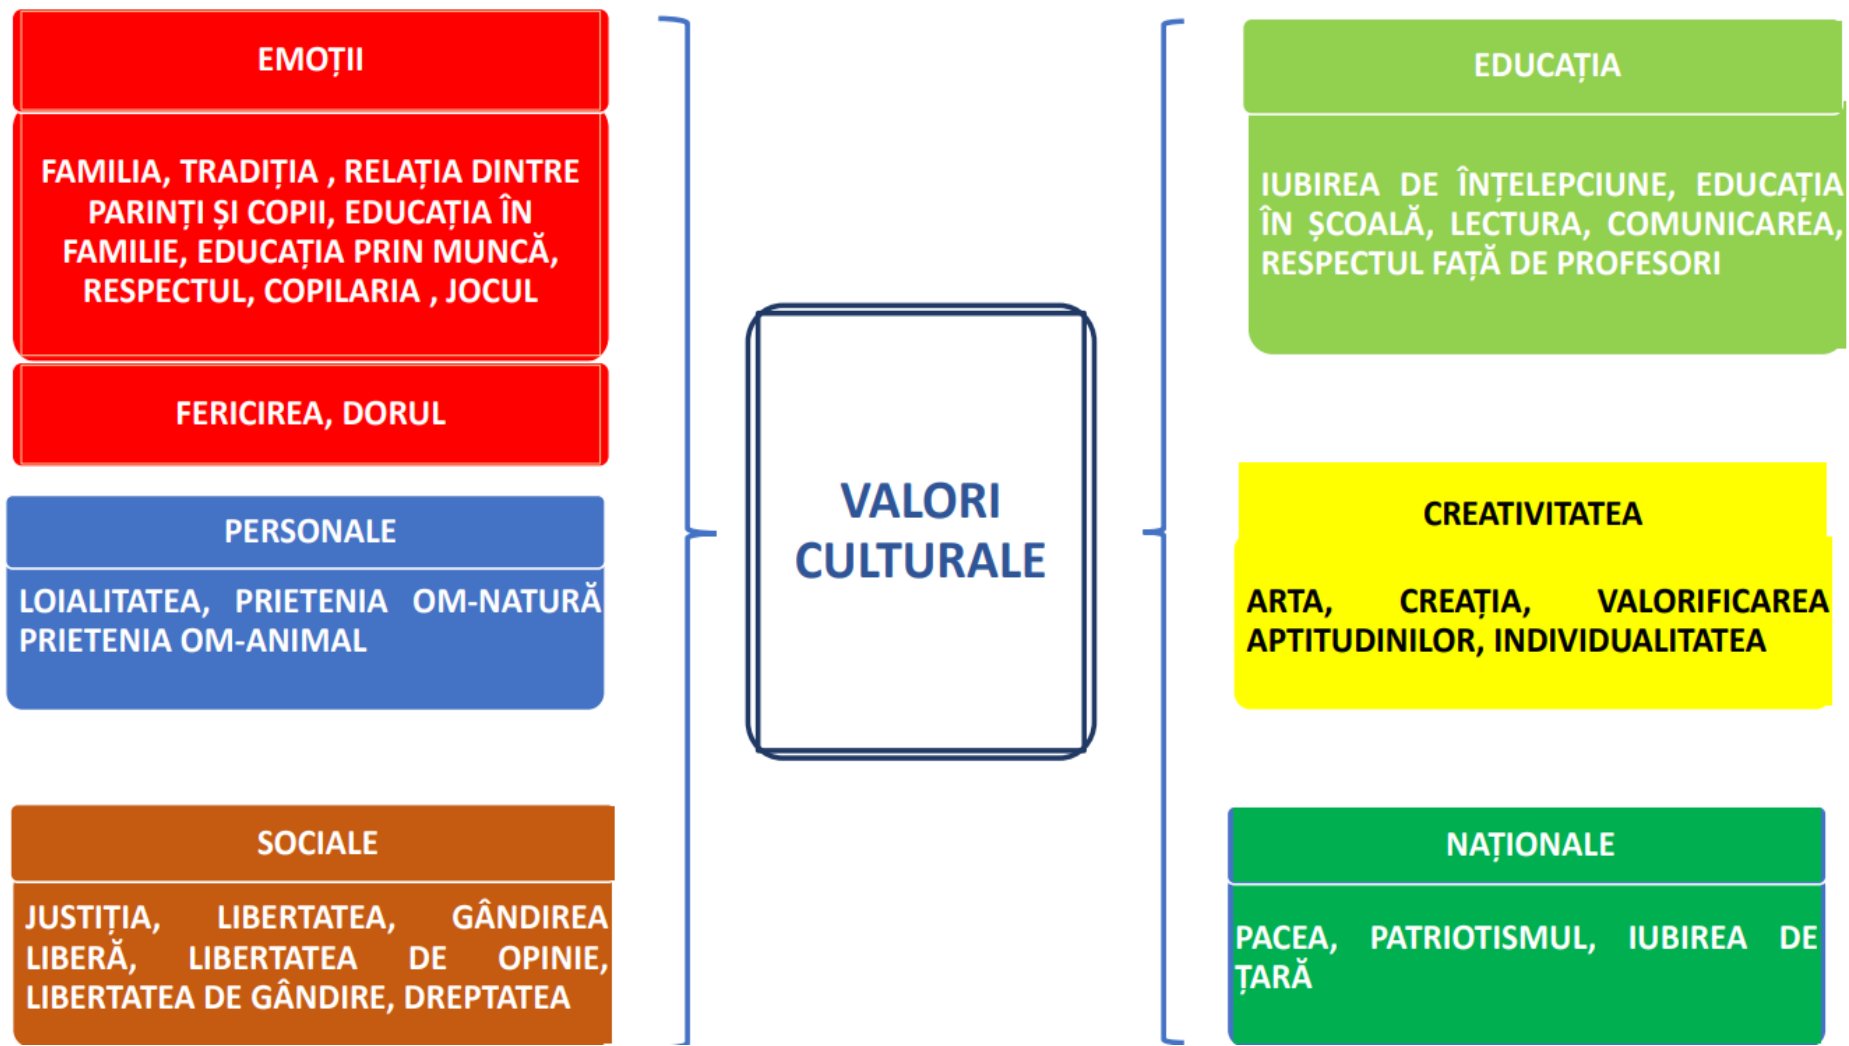 EMOȚII
FAMILIA, TRADIȚIA , RELAȚIA DINTRE
PARINȚI ȘI COPII, EDUCAȚIA ÎN
FAMILIE, EDUCAȚIA PRIN MUNCĂ,
RESPECTUL, COPILARIA , JOCUL
FERICIREA, DORUL
PERSONALE
LOIALITATEA, PRIETENIA OM-NATURĂ
PRIETENIA OM-ANIMAL
SOCIALE
JUSTIȚIA, LIBERTATEA, GÂNDIREA
LIBERĂ, LIBERTATEA DE OPINIE,
LIBERTATEA DE GÂNDIRE, DREPTATEA
VALORI
CULTURALE
EDUCAȚIA
IUBIREA DE ÎNȚELEPCIUNE, EDUCAȚIA
ÎN ȘCOALĂ, LECTURA, COMUNICAREA,
RESPECTUL FAȚĂ DE PROFESORI
CREATIVITATEA
ARTA, CREAȚIA, VALORIFICAREA
APTITUDINILOR, INDIVIDUALITATEA
NAȚIONALE
PACEA, PATRIOTISMUL, IUBIREA DE
ȚARĂ